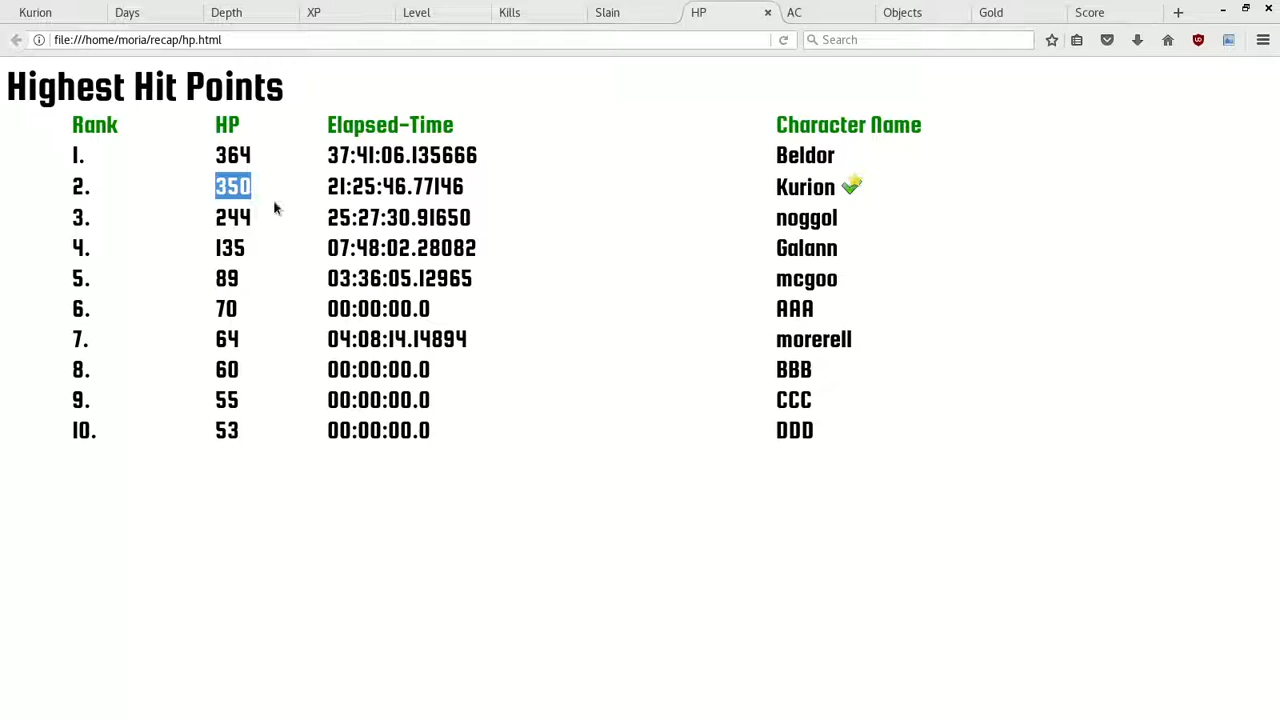 Kurion Days Depth XP Level Kills Slain HP AC Objects Gold Score
file:///home/moria/recap/hp.html Search
Highest Hit Points
Rank HP Elapsed-Time Character Name
1. 364 37:41:06.135666 Beldor
2. 350 21:25:46.77146 Kurion
3. 244 25:27:30.91650 noggol
4. 135 07:48:02.28082 Galann
5. 89 03:36:05.12965 mcgoo
6. 70 00:00:00.0 AAA
7. 64 04:08:14.14894 morerell
8. 60 00:00:00.0 BBB
9. 55 00:00:00.0 CCC
10. 53 00:00:00.0 DDD